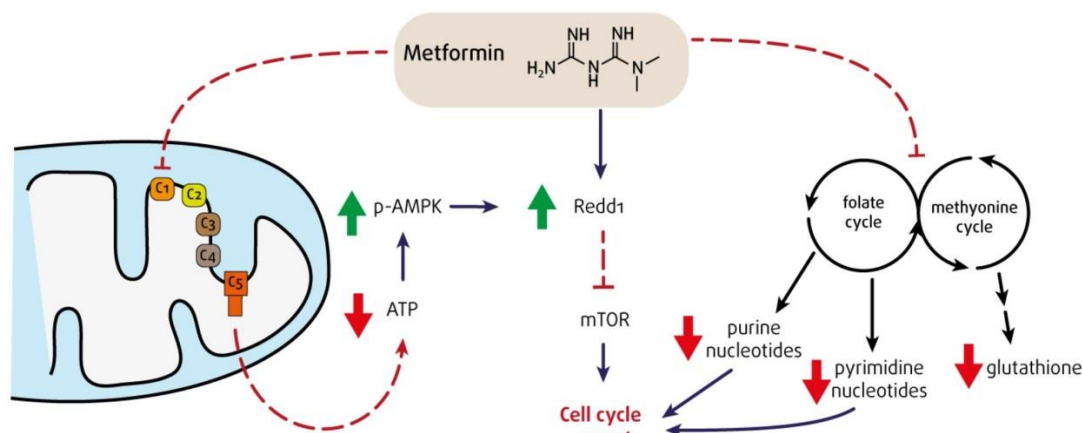 Metformin
NH NH
H₂N N N
H
C1
C2
C3
C4
C5
p-AMPK
Redd1
ATP
mTOR
Cell cycle
folate
cycle
methyonine
cycle
purine
nucleotides
pyrimidine
nucleotides
glutathione